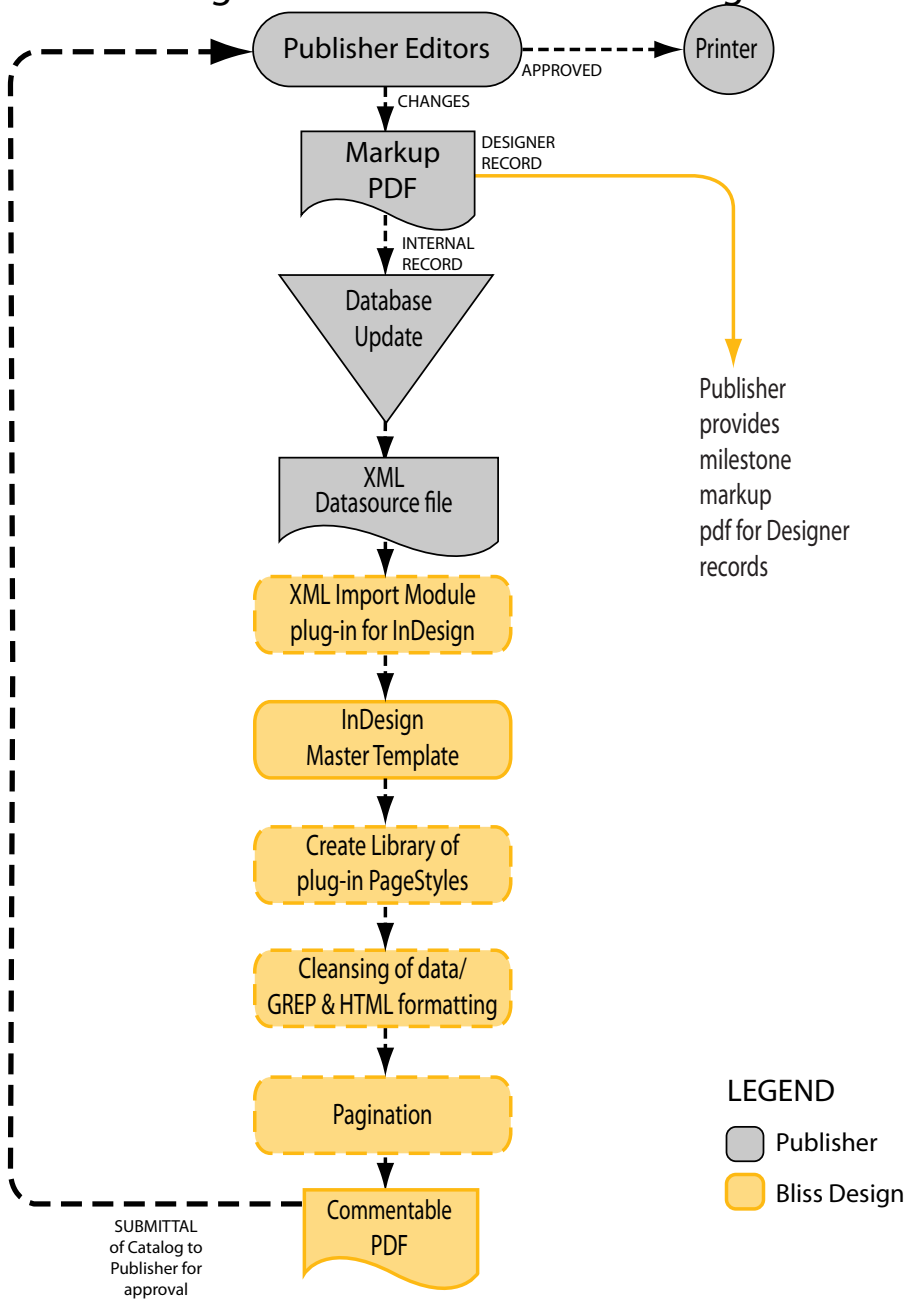 Publisher Editors
Printer
APPROVED
CHANGES
Markup
PDF
DESIGNER
RECORD
INTERNAL
RECORD
Database
Update
Publisher
provides
milestone
markup
pdf for Designer
records
XML
Datasource file
XML Import Module
plug-in for InDesign
InDesign
Master Template
Create Library of
plug-in PageStyles
Cleansing of data/
GREP & HTML formatting
Pagination
Commentable
PDF
SUBMITTAL
of Catalog to
Publisher for
approval
LEGEND
Publisher
Bliss Design